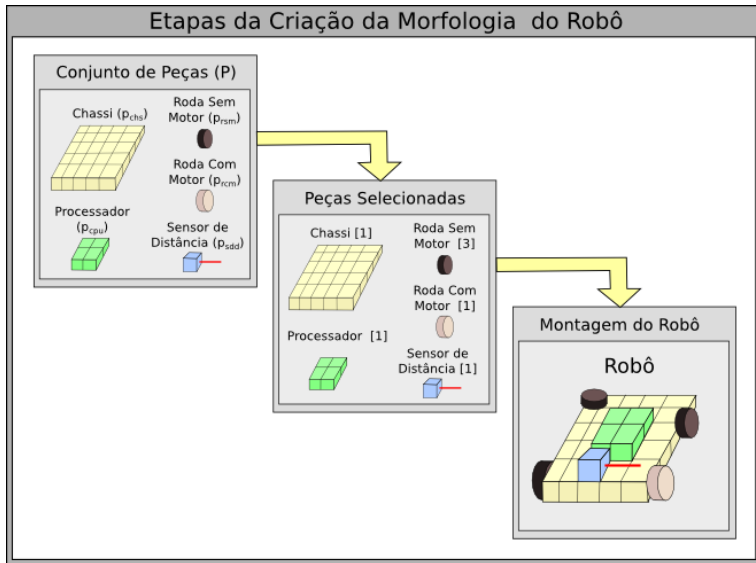 Etapas da Criação da Morfologia do Robô
Conjunto de Peças (P)
Chassi (pchs)
Roda Sem
Motor (prsm)
Roda Com
Motor (prcm)
Processador
(pcpu)
Sensor de
Distância (psdd)
Peças Selecionadas
Chassi [1]
Roda Sem
Motor [3]
Roda Com
Motor [1]
Processador [1]
Sensor de
Distância [1]
Montagem do Robô
Robô